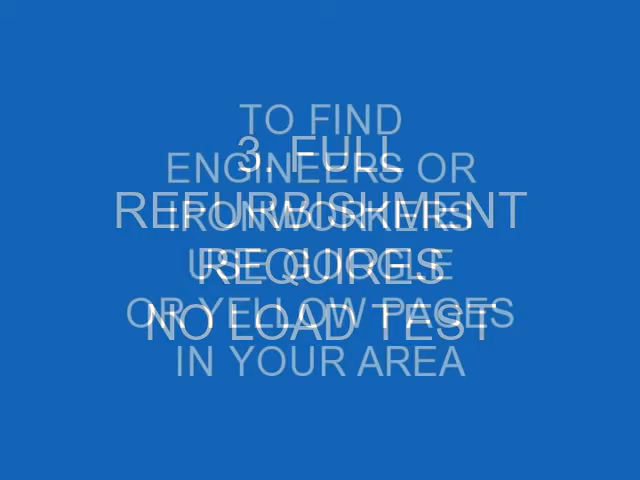 3. FULL
REFURBISHMENT
REQUIRES
NO LOAD TEST
TO FIND
ENGINEERS OR
IRONWORKERS
USE GOOGLE
OR YELLOW PAGES
IN YOUR AREA